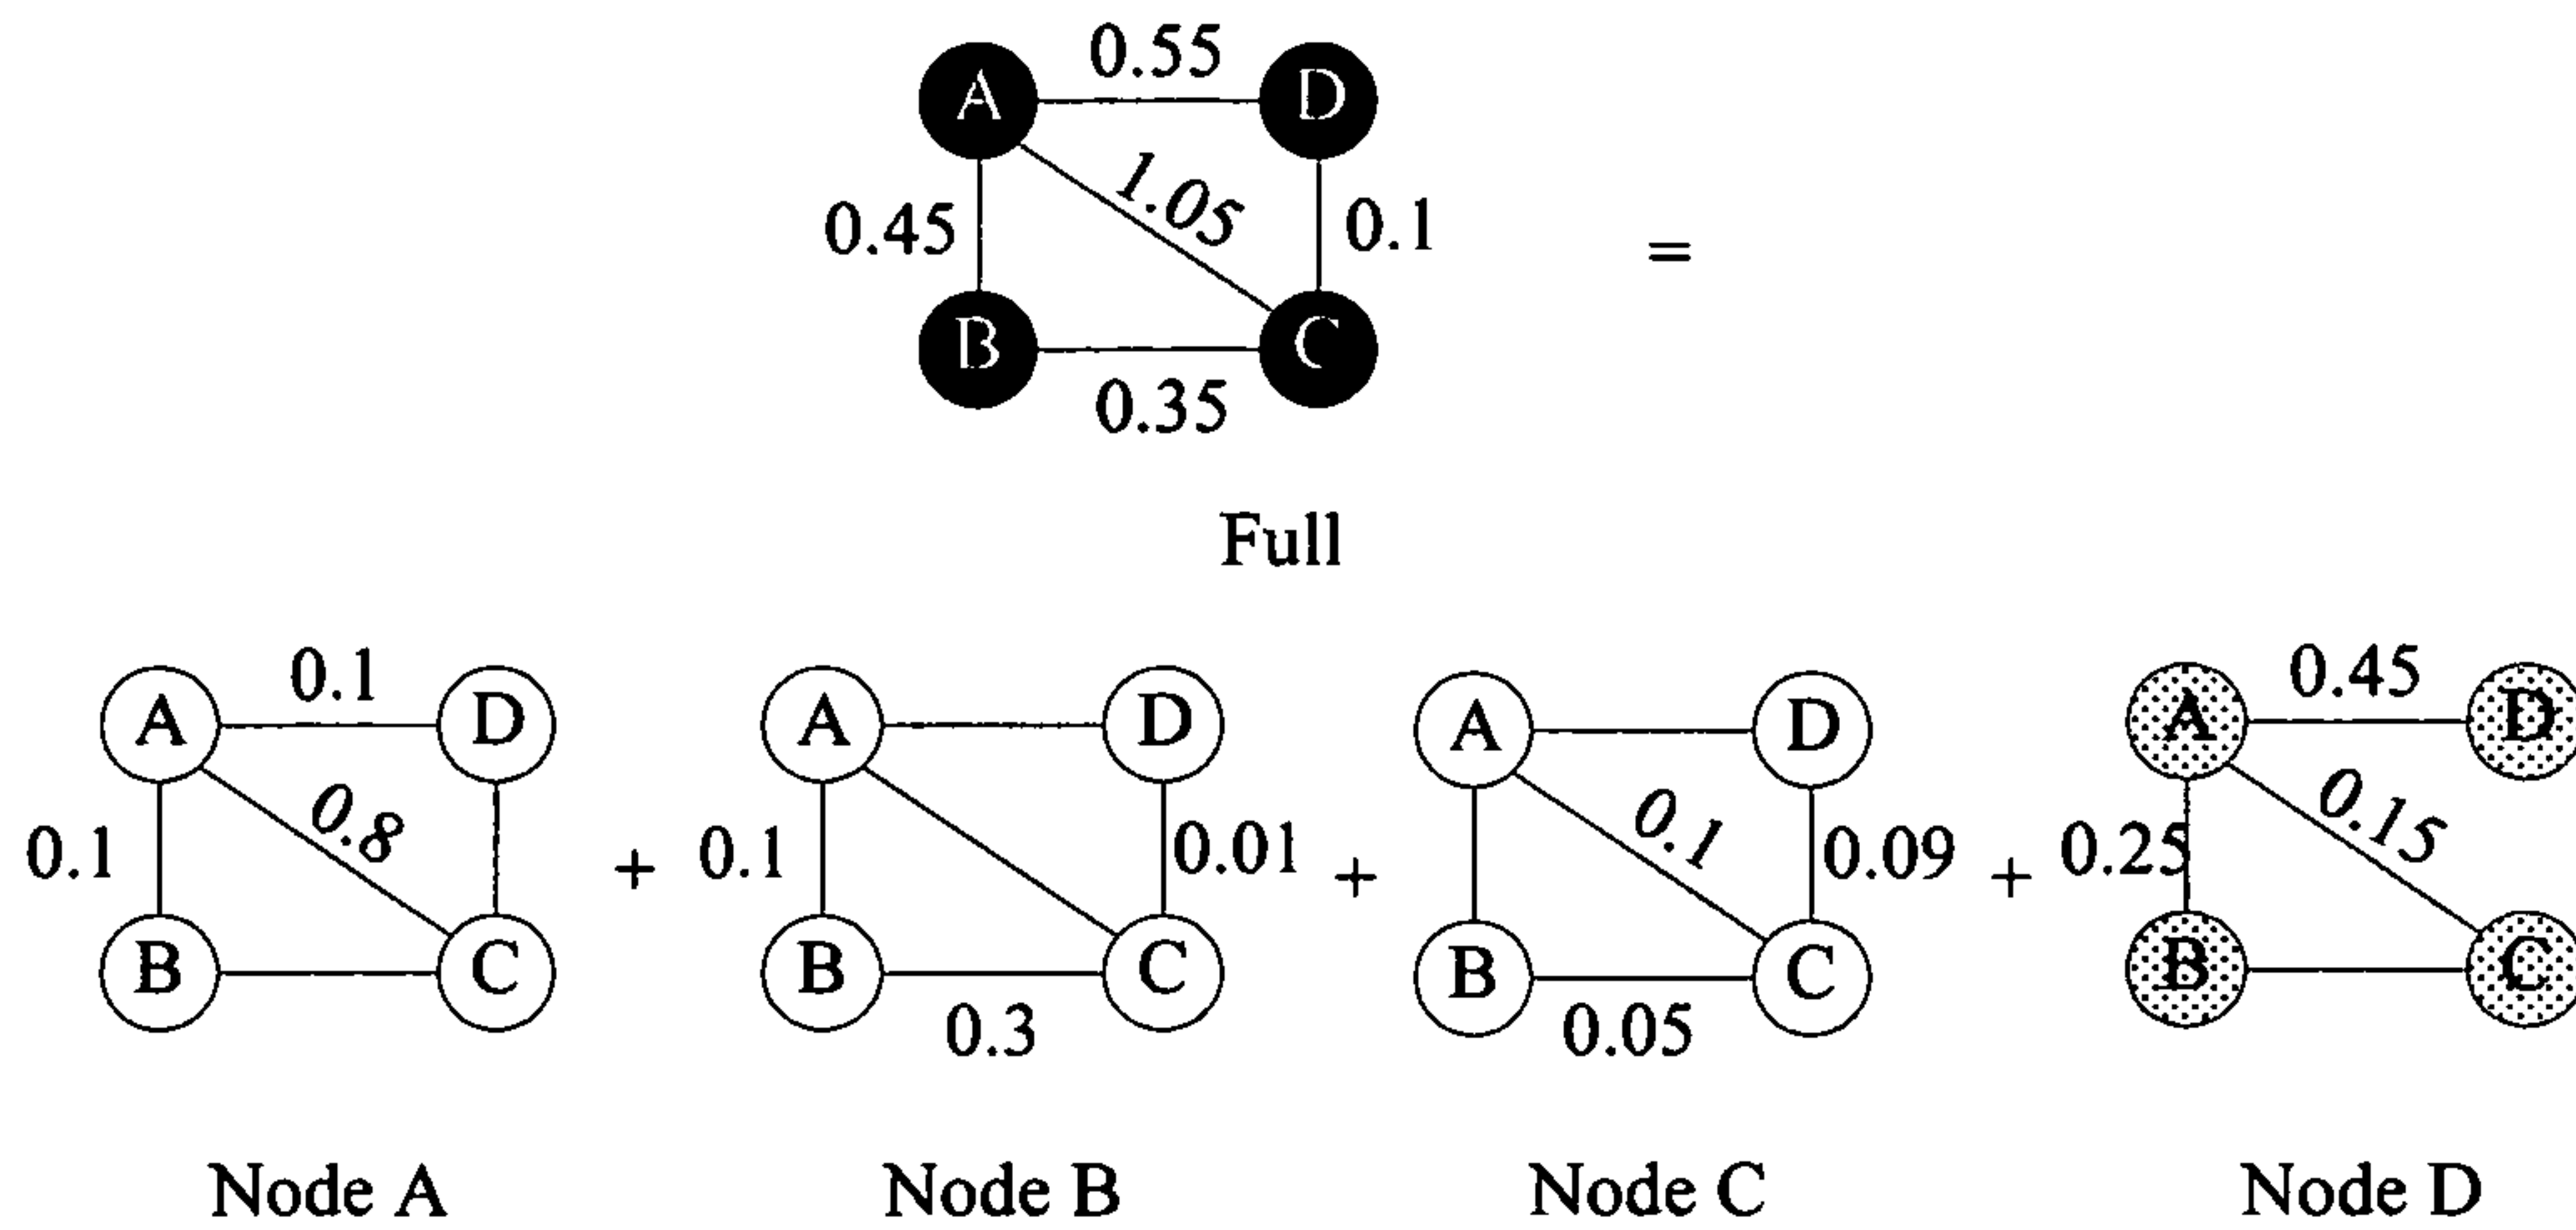 0.55
A D
1.05
0.45 0.1 =
B C
0.35
Full
0.1 0.45
A D A D A D A D
0.8 0.1 0.15
0.1 + 0.1 0.01 + 0.09 + 0.25
B C B C B C B C
0.3 0.05
Node A Node B Node C Node D